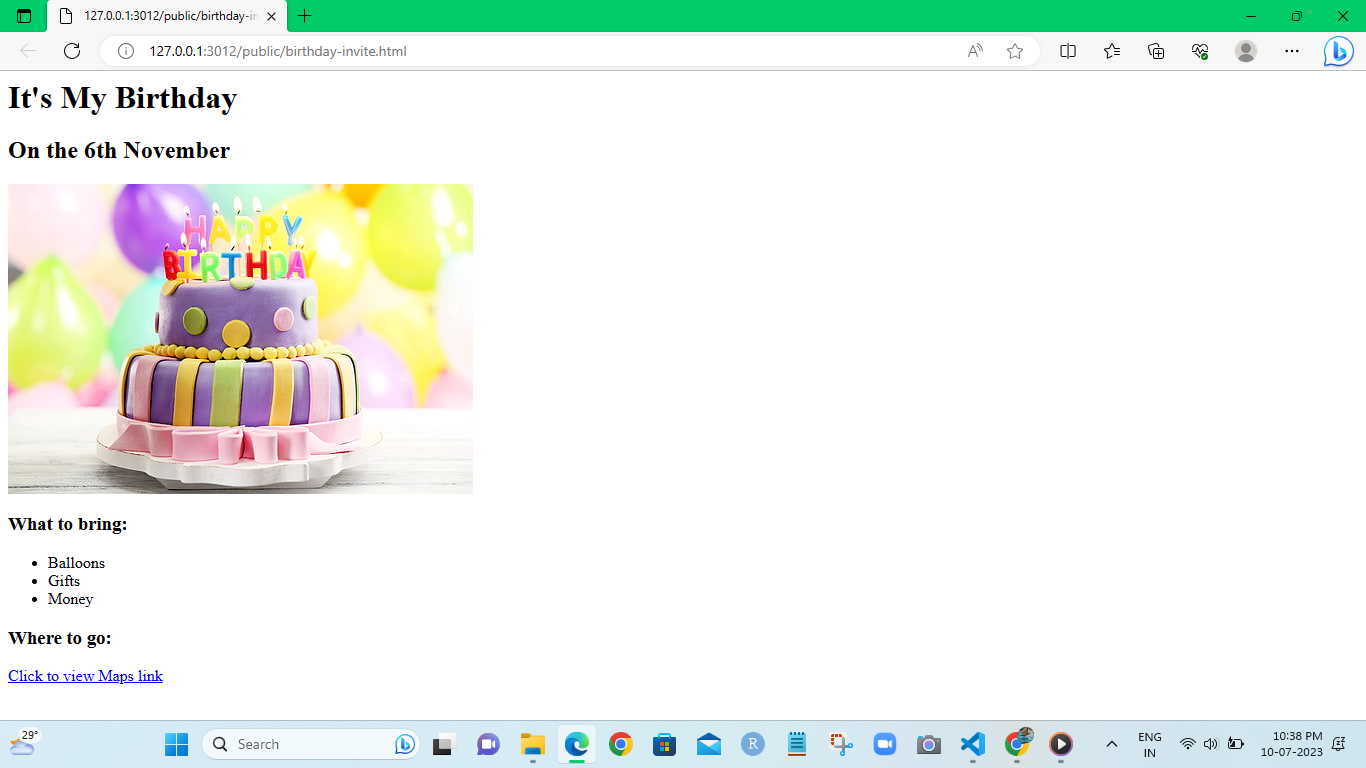 127.0.0.1:3012/public/birthday-in
127.0.0.1:3012/public/birthday-invite.html
It's My Birthday
On the 6th November
HAPPY
BIRTHDAY
What to bring:
Balloons
Gifts
Money
Where to go:
Click to view Maps link
29°
Search
R
ENG
IN
10:38 PM
10-07-2023